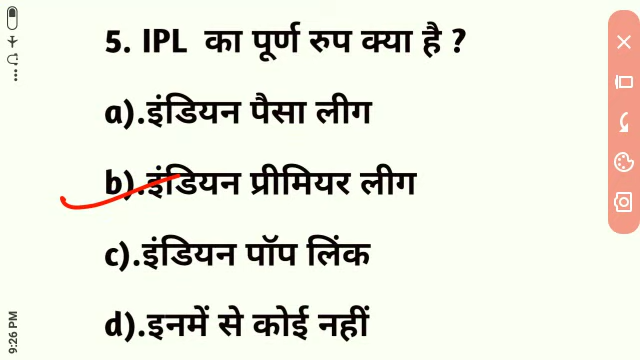 5. IPL का पूर्ण रुप क्या है ?
a).इंडियन पैसा लीग
b).इंडियन प्रीमियर लीग
c).इंडियन पॉप लिंक
d).इनमें से कोई नहीं
9:26 PM